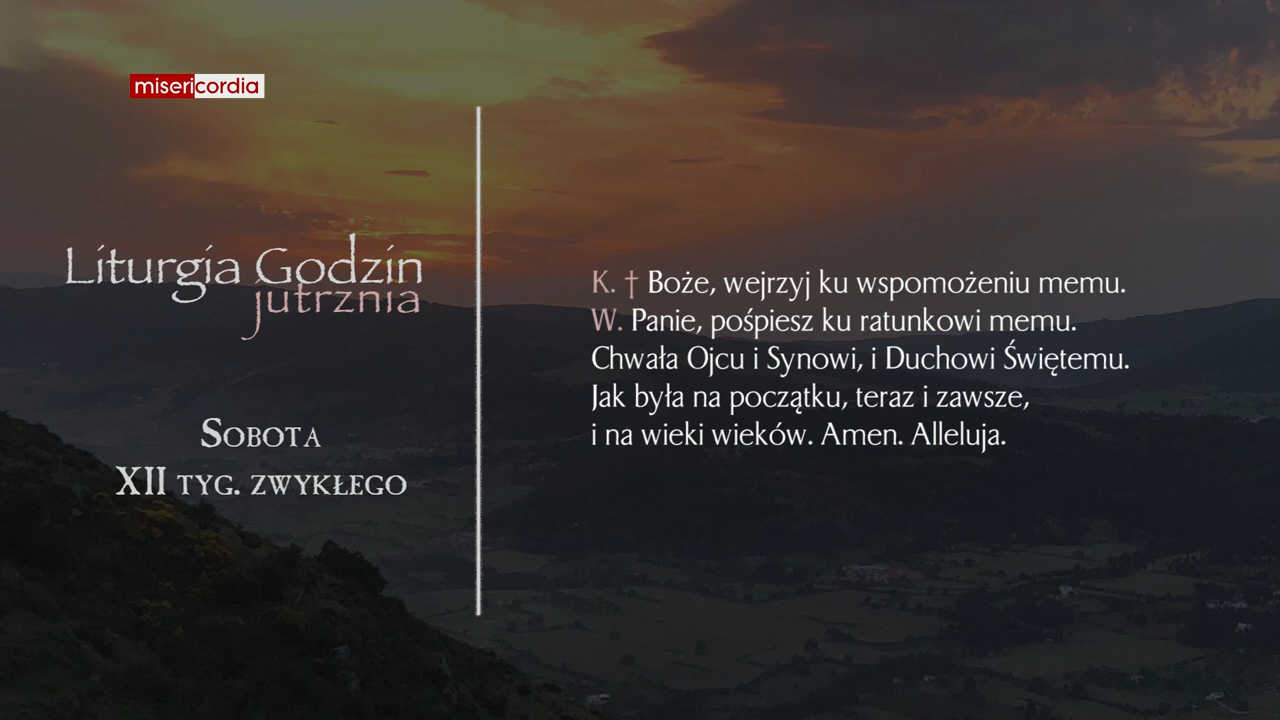 misericordia
Liturgia Godzin
jutrznia
Sobota
XII tyg. zwykłego
K. † Boże, wejrzyj ku wspomożeniu memu.
W. Panie, pośpiesz ku ratunkowi memu.
Chwała Ojcu i Synowi, i Duchowi Świętemu.
Jak była na początku, teraz i zawsze,
i na wieki wieków. Amen. Alleluja.